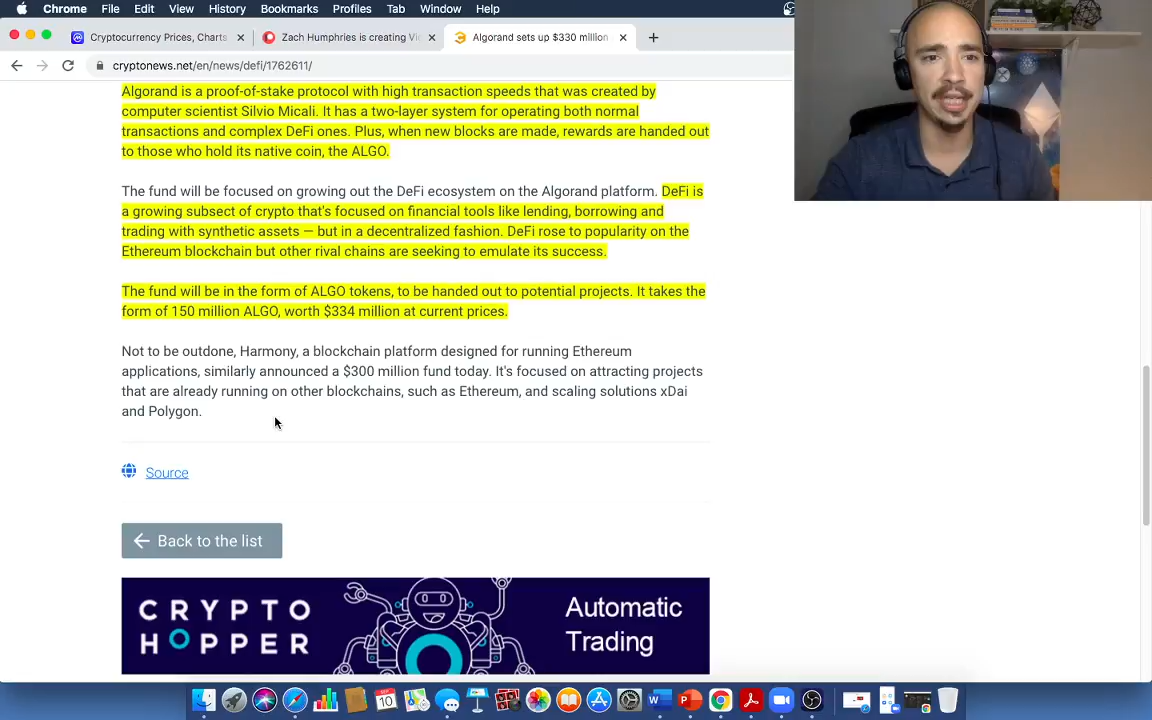 Chrome File Edit View History Bookmarks Profiles Tab Window Help
Cryptocurrency Prices, Charts
Zach Humphries is creating Vi
Algorand sets up $330 million
cryptonews.net/en/news/defi/1762611/
Algorand is a proof-of-stake protocol with high transaction speeds that was created by
computer scientist Silvio Micali. It has a two-layer system for operating both normal
transactions and complex DeFi ones. Plus, when new blocks are made, rewards are handed out
to those who hold its native coin, the ALGO.
The fund will be focused on growing out the DeFi ecosystem on the Algorand platform. DeFi is
a growing subsect of crypto that's focused on financial tools like lending, borrowing and
trading with synthetic assets — but in a decentralized fashion. DeFi rose to popularity on the
Ethereum blockchain but other rival chains are seeking to emulate its success.
The fund will be in the form of ALGO tokens, to be handed out to potential projects. It takes the
form of 150 million ALGO, worth $334 million at current prices.
Not to be outdone, Harmony, a blockchain platform designed for running Ethereum
applications, similarly announced a $300 million fund today. It's focused on attracting projects
that are already running on other blockchains, such as Ethereum, and scaling solutions xDai
and Polygon.
Source
Back to the list
CRYPTO
HOPPER
Automatic
Trading
10